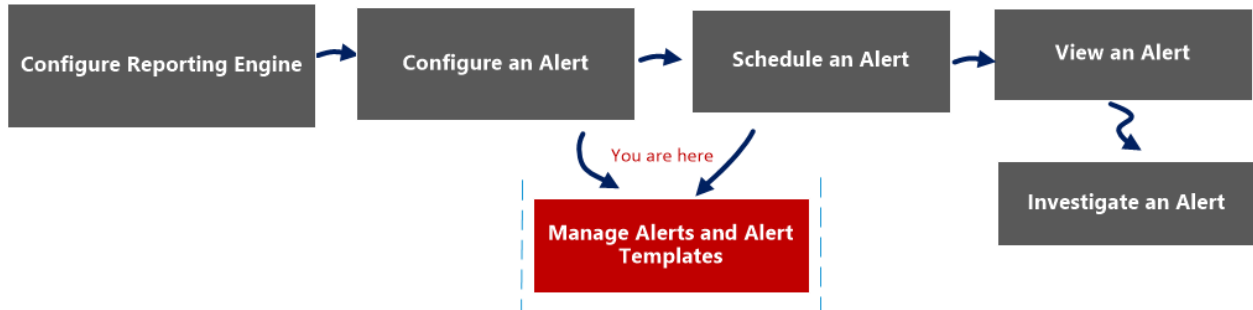 Configure Reporting Engine
Configure an Alert
Schedule an Alert
View an Alert
You are here
Manage Alerts and Alert
Templates
Investigate an Alert